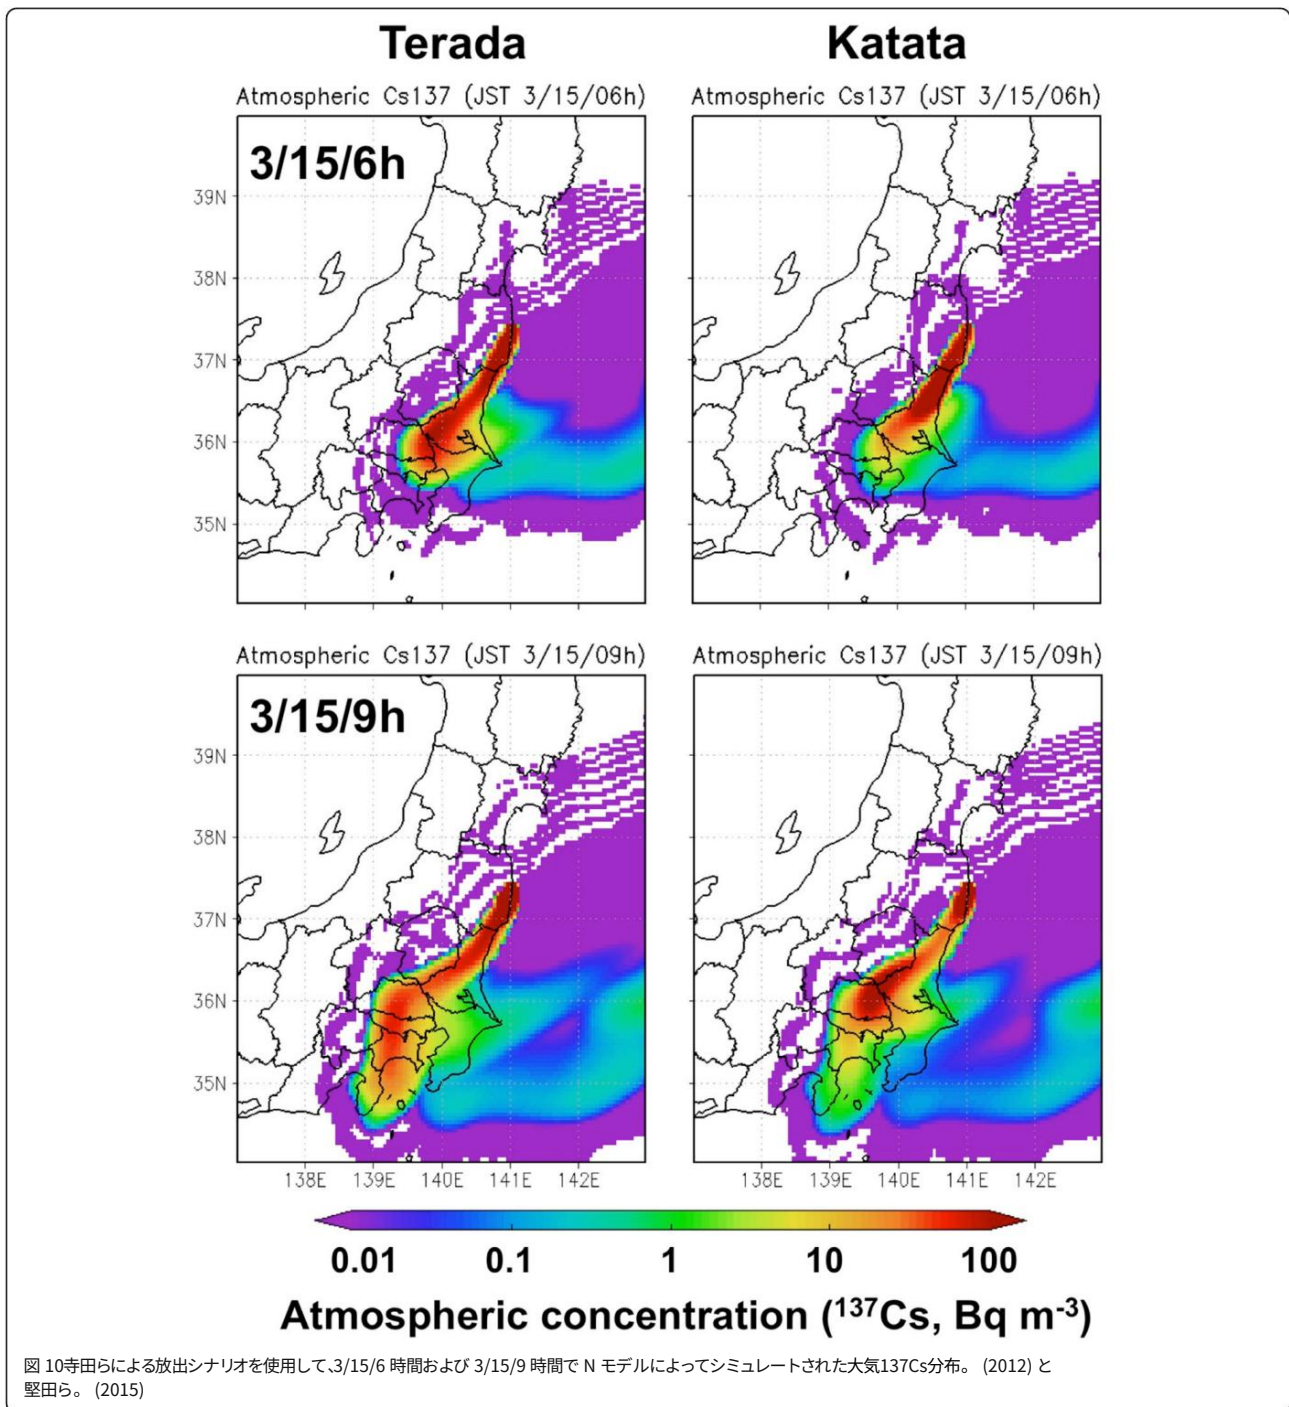 Terada Katata
Atmospheric Cs137 (JST 3/15/06h) Atmospheric Cs137 (JST 3/15/06h)
3/15/6h
39N
38N
37N
36N
35N
Atmospheric Cs137 (JST 3/15/09h) Atmospheric Cs137 (JST 3/15/09h)
3/15/9h
39N
38N
37N
36N
35N
138E 139E 140E 141E 142E 138E 139E 140E 141E 142E
0.01 0.1 1 10 100
Atmospheric concentration (¹³⁷Cs, Bq m⁻³)
図 10寺田らによる放出シナリオを使用して、3/15/6 時間および 3/15/9 時間で N モデルによってシミュレートされた大気137Cs分布。 (2012) と
堅田ら。 (2015)